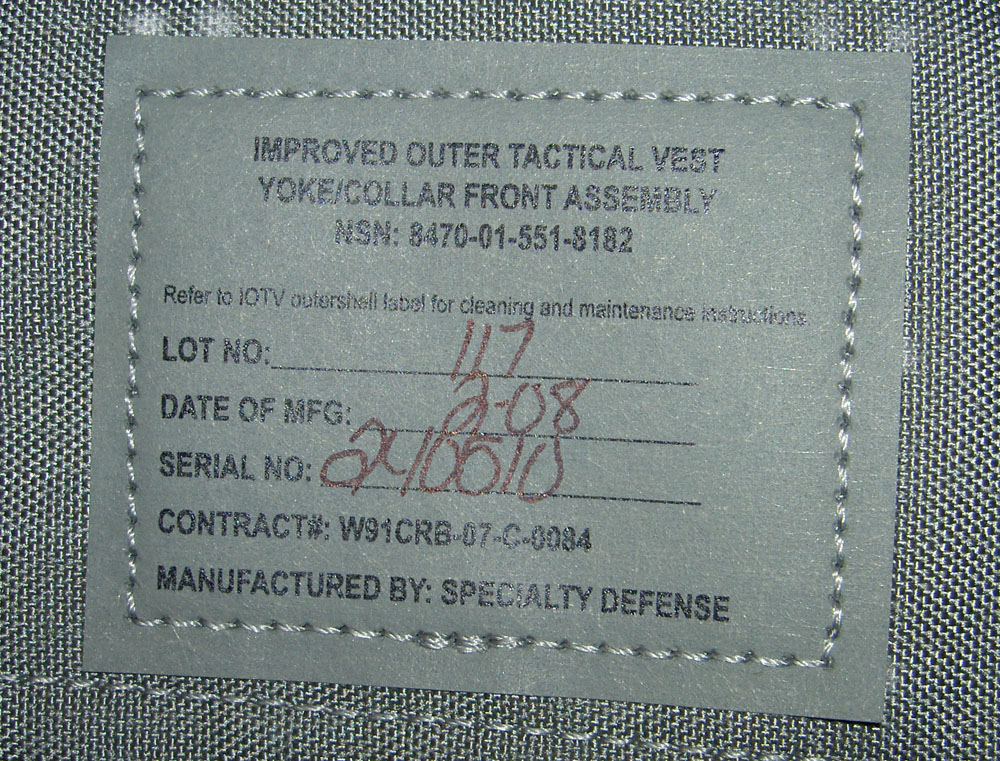 IMPROVED OUTER TACTICAL VEST
YOKE/COLLAR FRONT ASSEMBLY
NSN: 8470-01-551-8182
Refer to IOTV outershell label for cleaning and maintenance instructions
LOT NO: 117
DATE OF MFG: 2-08
SERIAL NO:
CONTRACT#: W91CRB-07-C-0084
MANUFACTURED BY: SPECIALTY DEFENSE